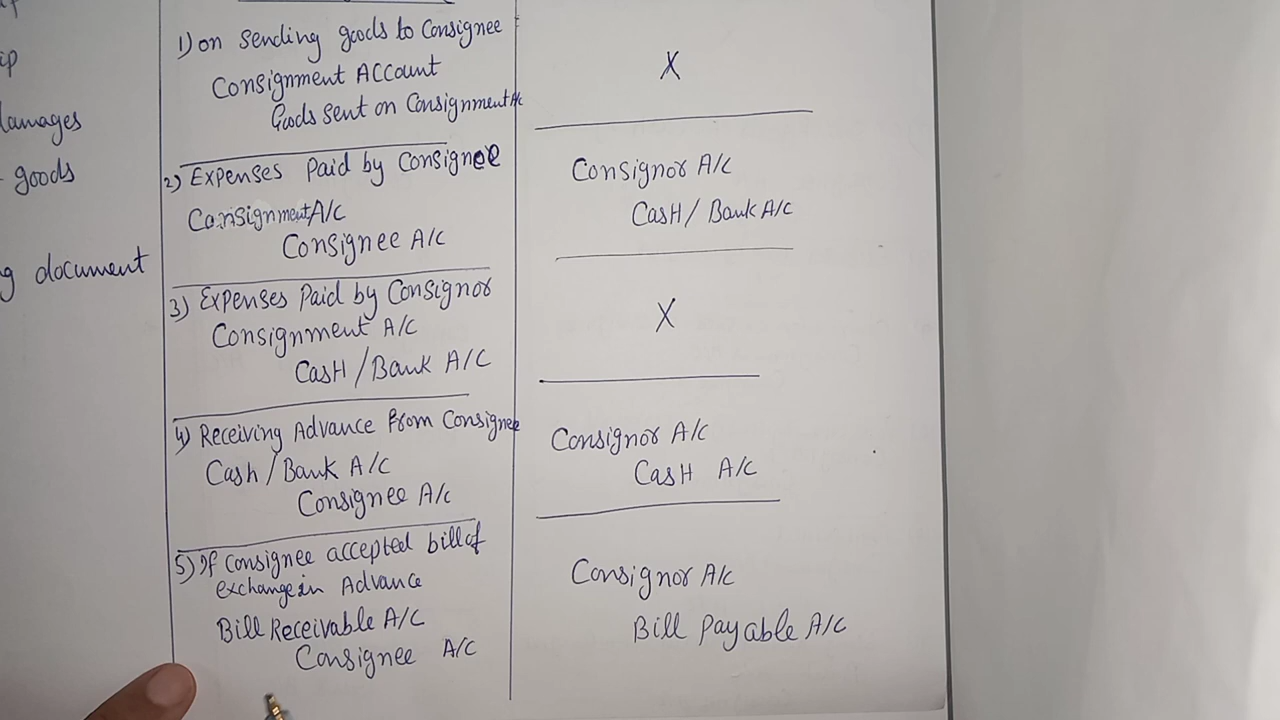 ip
damages
goods
g document
1) on sending goods to Consignee
Consignment Account
Goods sent on Consignment A/c
X
2) Expenses Paid by Consignee
Consignment A/C
Consignee A/C
Consignor A/C
CasH / Bank A/C
3) Expenses Paid by Consignor
Consignment A/C
CasH / Bank A/C
X
4) Receiving Advance from Consignee
Cash / Bank A/C
Consignee A/C
Consignor A/C
CasH A/C
5) If consignee accepted bill of
exchange in Advance
Bill Receivable A/C
Consignee A/C
Consignor A/C
Bill Payable A/C